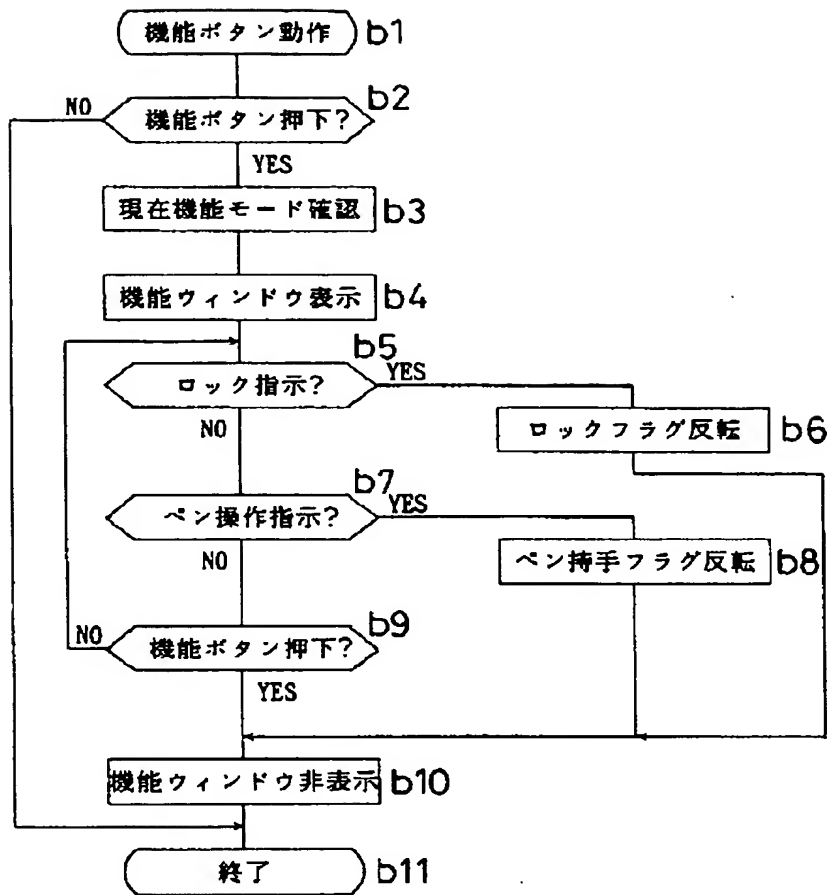 機能ボタン動作 b1
b2
NO 機能ボタン押下?
YES
現在機能モード確認 b3
機能ウィンドウ表示 b4
b5
ロック指示? YES
NO
ロックフラグ反転 b6
b7
ペン操作指示? YES
NO
ペン持手フラグ反転 b8
b9
NO 機能ボタン押下?
YES
機能ウィンドウ非表示 b10
終了 b11